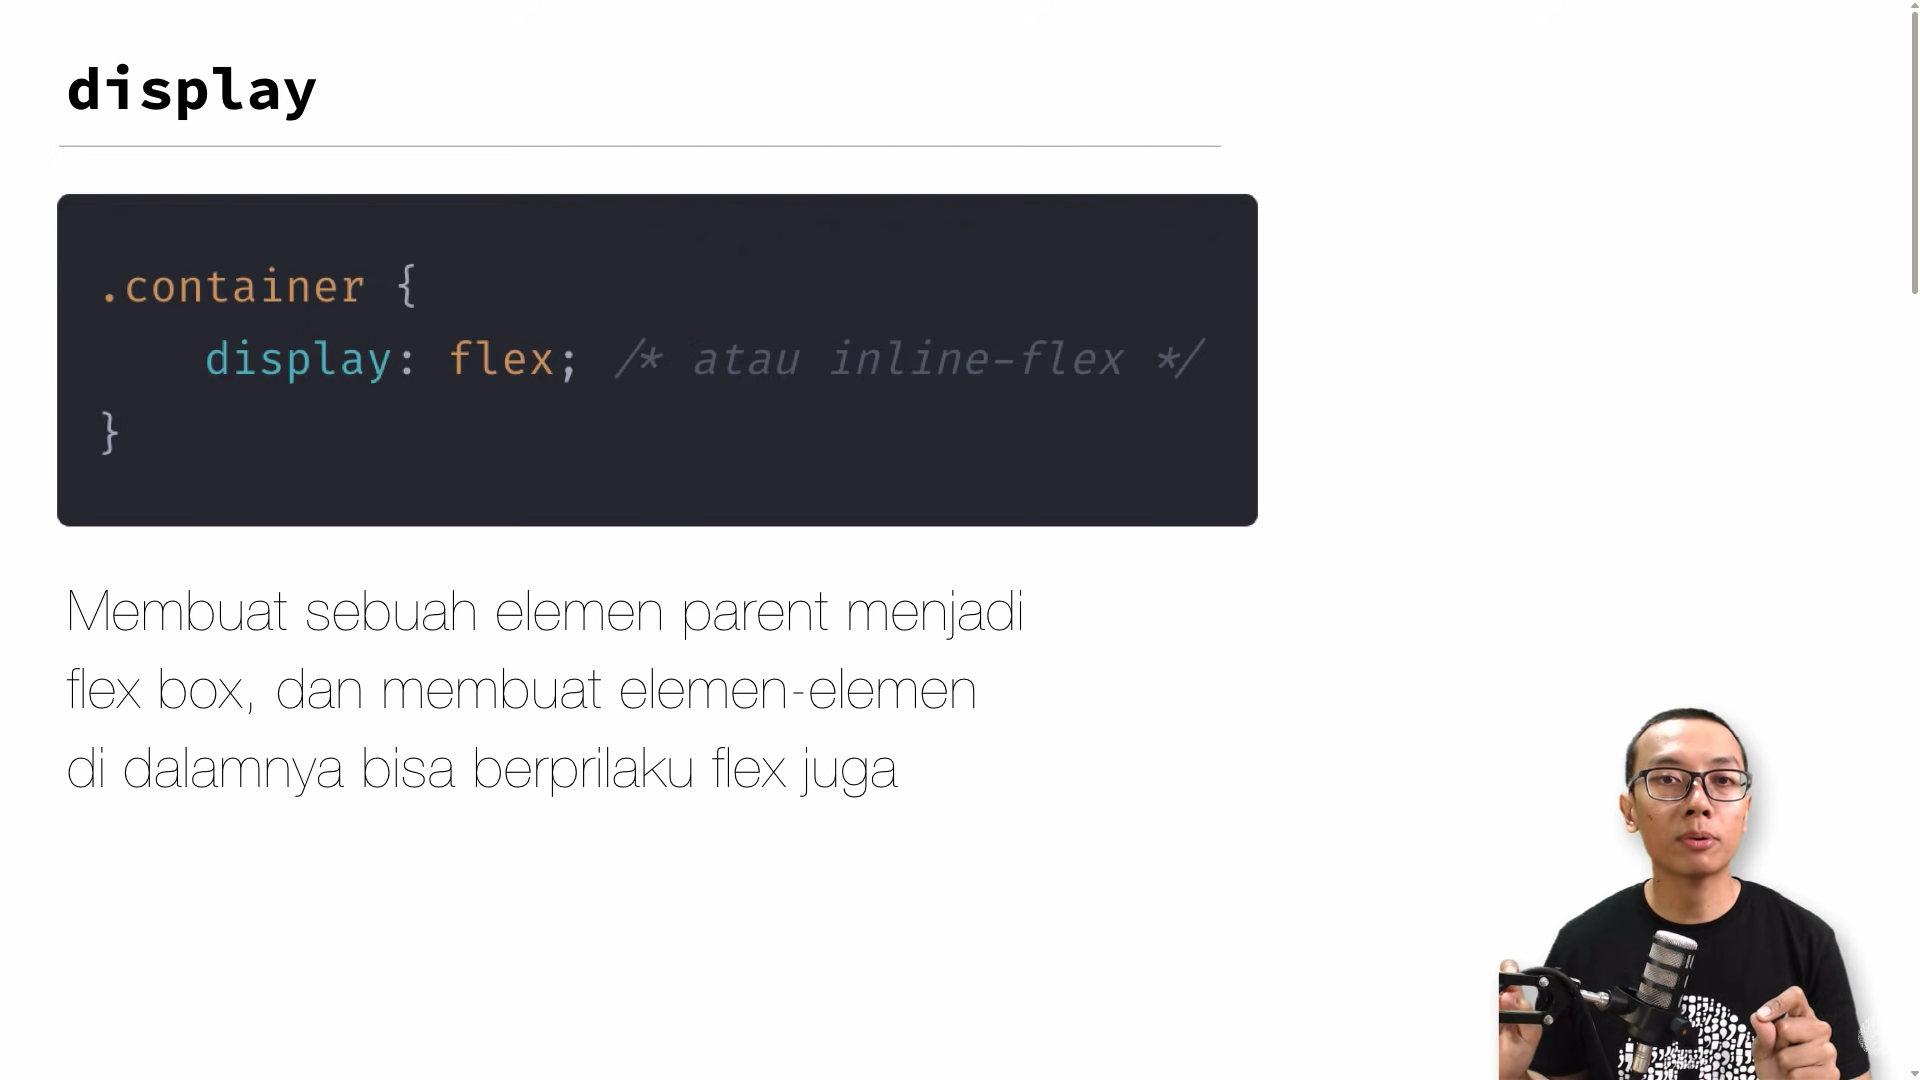 display
.container {
display: flex; /* atau inline-flex */
}
Membuat sebuah elemen parent menjadi
flex box, dan membuat elemen-elemen
di dalamnya bisa berprilaku flex juga